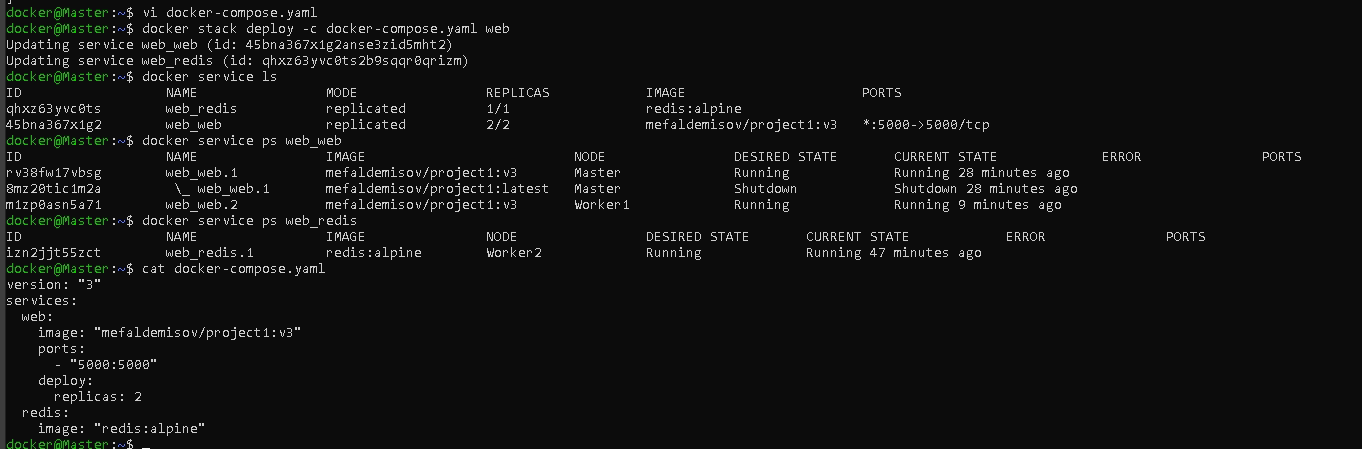 docker@Master:~$ vi docker-compose.yaml
docker@Master:~$ docker stack deploy -c docker-compose.yaml web
Updating service web_web (id: 45bna367x1g2anse3zid5mht2)
Updating service web_redis (id: qhxz63yvc0ts2b9sqqr0qrizm)
docker@Master:~$ docker service ls
ID NAME MODE REPLICAS IMAGE PORTS
qhxz63yvc0ts web_redis replicated 1/1 redis:alpine
45bna367x1g2 web_web replicated 2/2 mefaldemisov/project1:v3 *:5000->5000/tcp
docker@Master:~$ docker service ps web_web
ID NAME IMAGE NODE DESIRED STATE CURRENT STATE ERROR PORTS
rv38fw17vbsg web_web.1 mefaldemisov/project1:v3 Master Running Running 28 minutes ago
8mz20tic1m2a \_ web_web.1 mefaldemisov/project1:latest Master Shutdown Shutdown 28 minutes ago
m1zp0asn5a71 web_web.2 mefaldemisov/project1:v3 Worker1 Running Running 9 minutes ago
docker@Master:~$ docker service ps web_redis
ID NAME IMAGE NODE DESIRED STATE CURRENT STATE ERROR PORTS
izn2jjt55zct web_redis.1 redis:alpine Worker2 Running Running 47 minutes ago
docker@Master:~$ cat docker-compose.yaml
version: "3"
services:
  web:
    image: "mefaldemisov/project1:v3"
    ports:
      - "5000:5000"
    deploy:
      replicas: 2
  redis:
    image: "redis:alpine"
docker@Master:~$ _